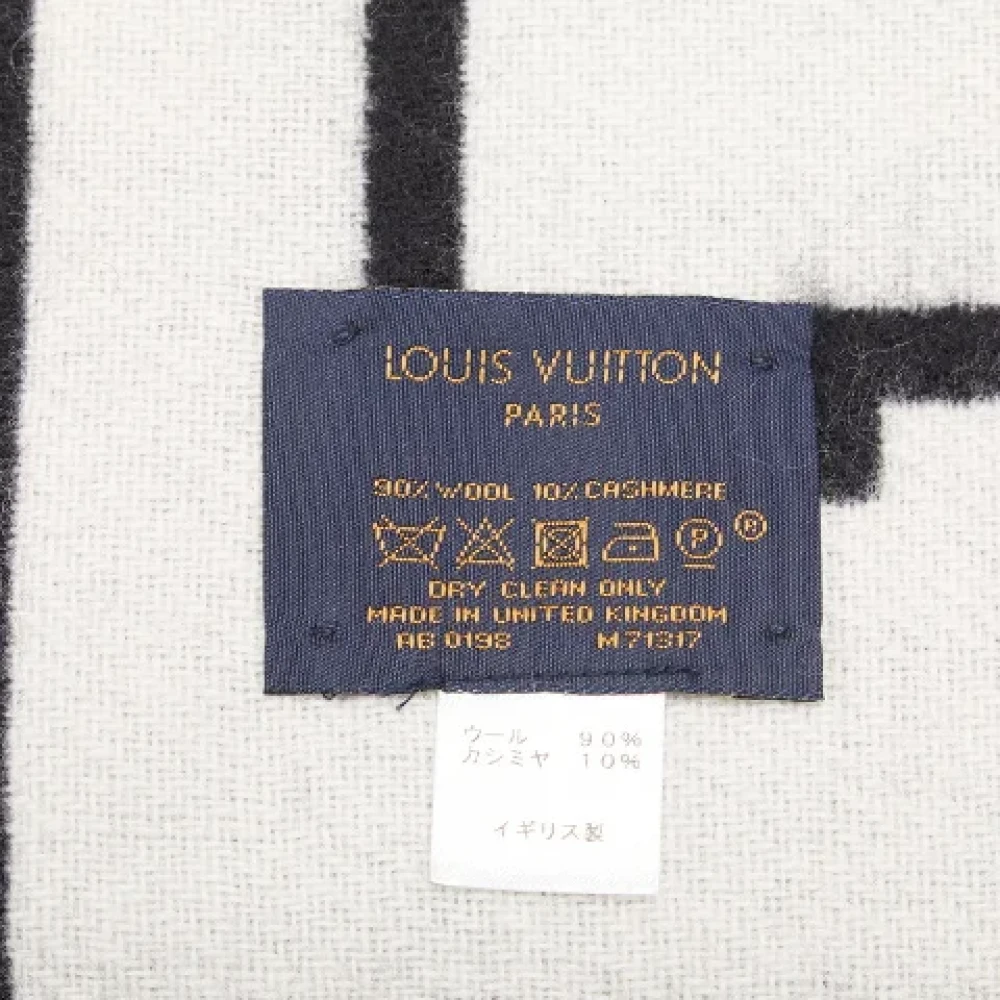 LOUIS VUITTON
PARIS
90% WOOL 10% CASHMERE
P ®
DRY CLEAN ONLY
MADE IN UNITED KINGDOM
AB 0198 M 71317
ウール 90%
カシミヤ 10%
イギリス製